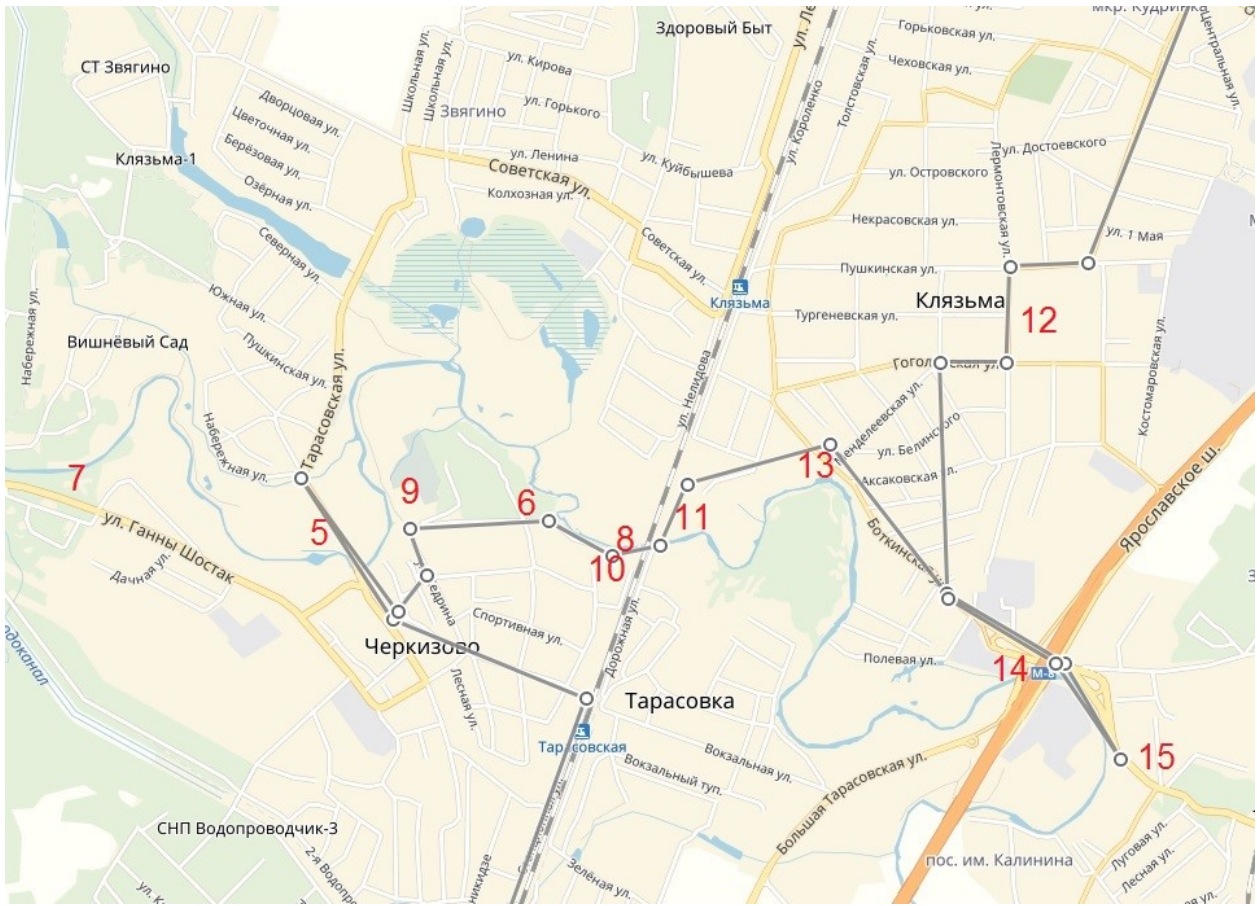 мкр. Кудринка
Здоровый Быт
Горьковская ул.
Чеховская ул.
Центральная ул.
СТ Звягино
Школьная ул.
Школьная ул.
ул. Кирова
ул. Горького
Звягино
ул. Короленко
Толстовская ул.
Дворцовая ул.
Цветочная ул.
Берёзовая ул.
Озёрная ул.
Клязьма-1
ул. Ленина
Советская ул.
Колхозная ул.
ул. Куйбышева
ул. Достоевского
Лермонтовская ул.
ул. Островского
Некрасовская ул.
ул. 1 Мая
Северная ул.
Советская ул.
Пушкинская ул.
Южная ул.
Клязьма
Клязьма
12
Тургеневская ул.
Набережная ул.
Вишнёвый Сад
Пушкинская ул.
Тарасовская ул.
ул. Нелидова
Костомаровская ул.
Набережная ул.
Менделеевская ул.
ул. Белинского
Аксаковская ул.
Ярославское ш.
7
13
9
6
11
5
8
10
ул. Ганны Шостак
Дачная ул.
Боткинская ул.
Спортивная ул.
Дорожная ул.
Черкизово
Лесная ул.
Полевая ул.
14
М-8
Тарасовка
Тарасовская
15
Вокзальная ул.
Вокзальный туп.
Большая Тарасовская ул.
СНП Водопроводчик-3
Зелёная ул.
пос. им. Калинина
Луговая ул.
Лесная ул.